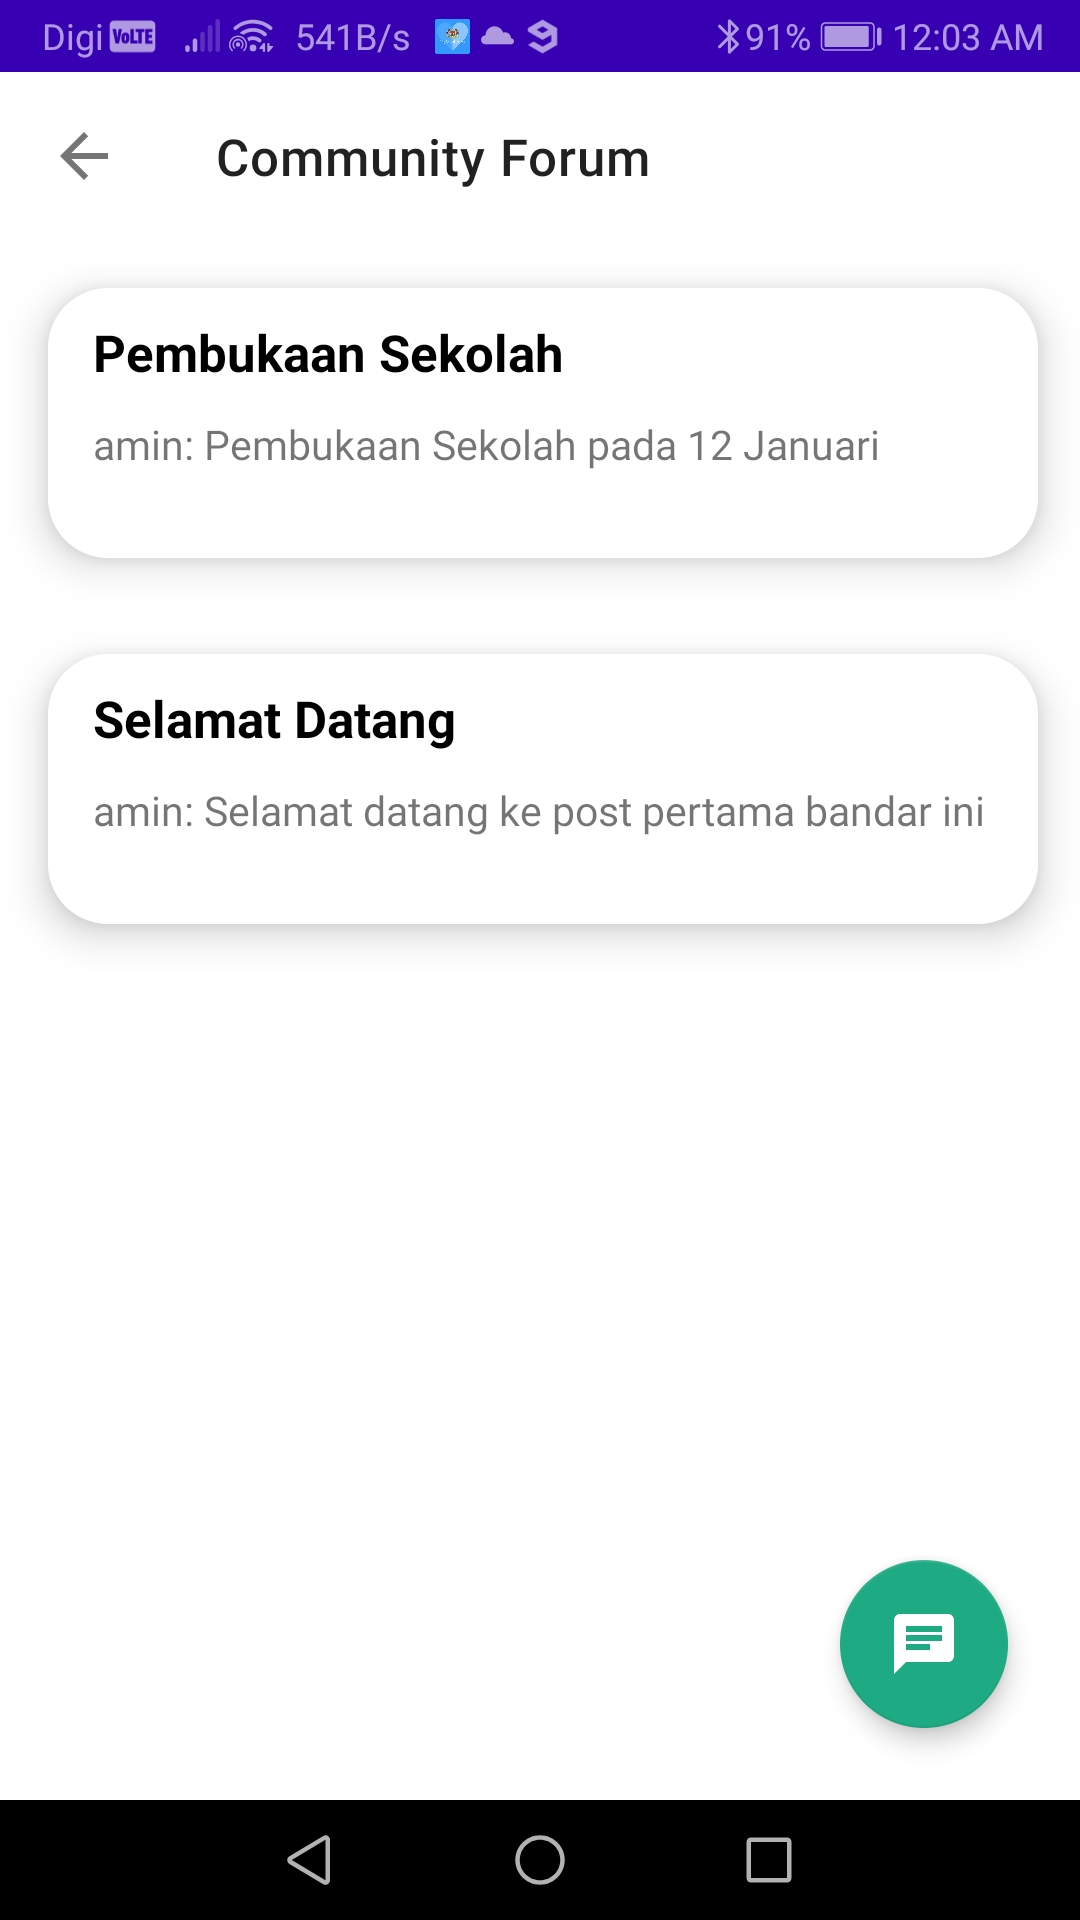 Digi VoLTE 541B/s 91% 12:03 AM
Community Forum
Pembukaan Sekolah
amin: Pembukaan Sekolah pada 12 Januari
Selamat Datang
amin: Selamat datang ke post pertama bandar ini